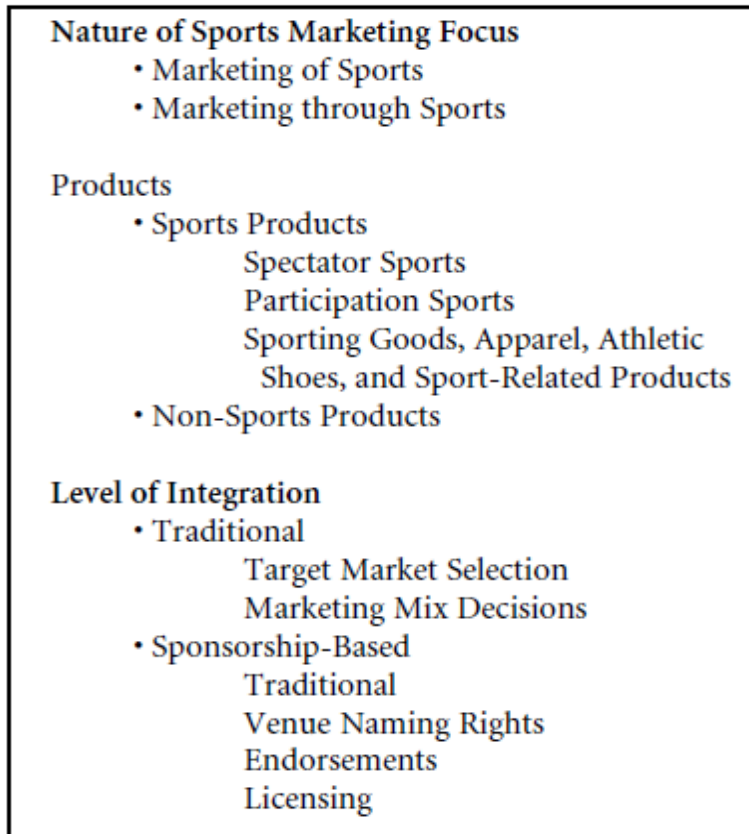 Nature of Sports Marketing Focus
• Marketing of Sports
• Marketing through Sports
Products
• Sports Products
Spectator Sports
Participation Sports
Sporting Goods, Apparel, Athletic
Shoes, and Sport-Related Products
• Non-Sports Products
Level of Integration
• Traditional
Target Market Selection
Marketing Mix Decisions
• Sponsorship-Based
Traditional
Venue Naming Rights
Endorsements
Licensing